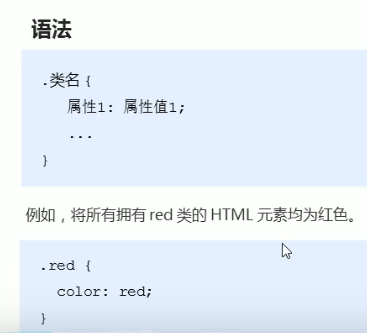 语法
.类名 {
属性1: 属性值1;
...
}
例如，将所有拥有 red 类的 HTML 元素均为红色。
.red {
color: red;
}